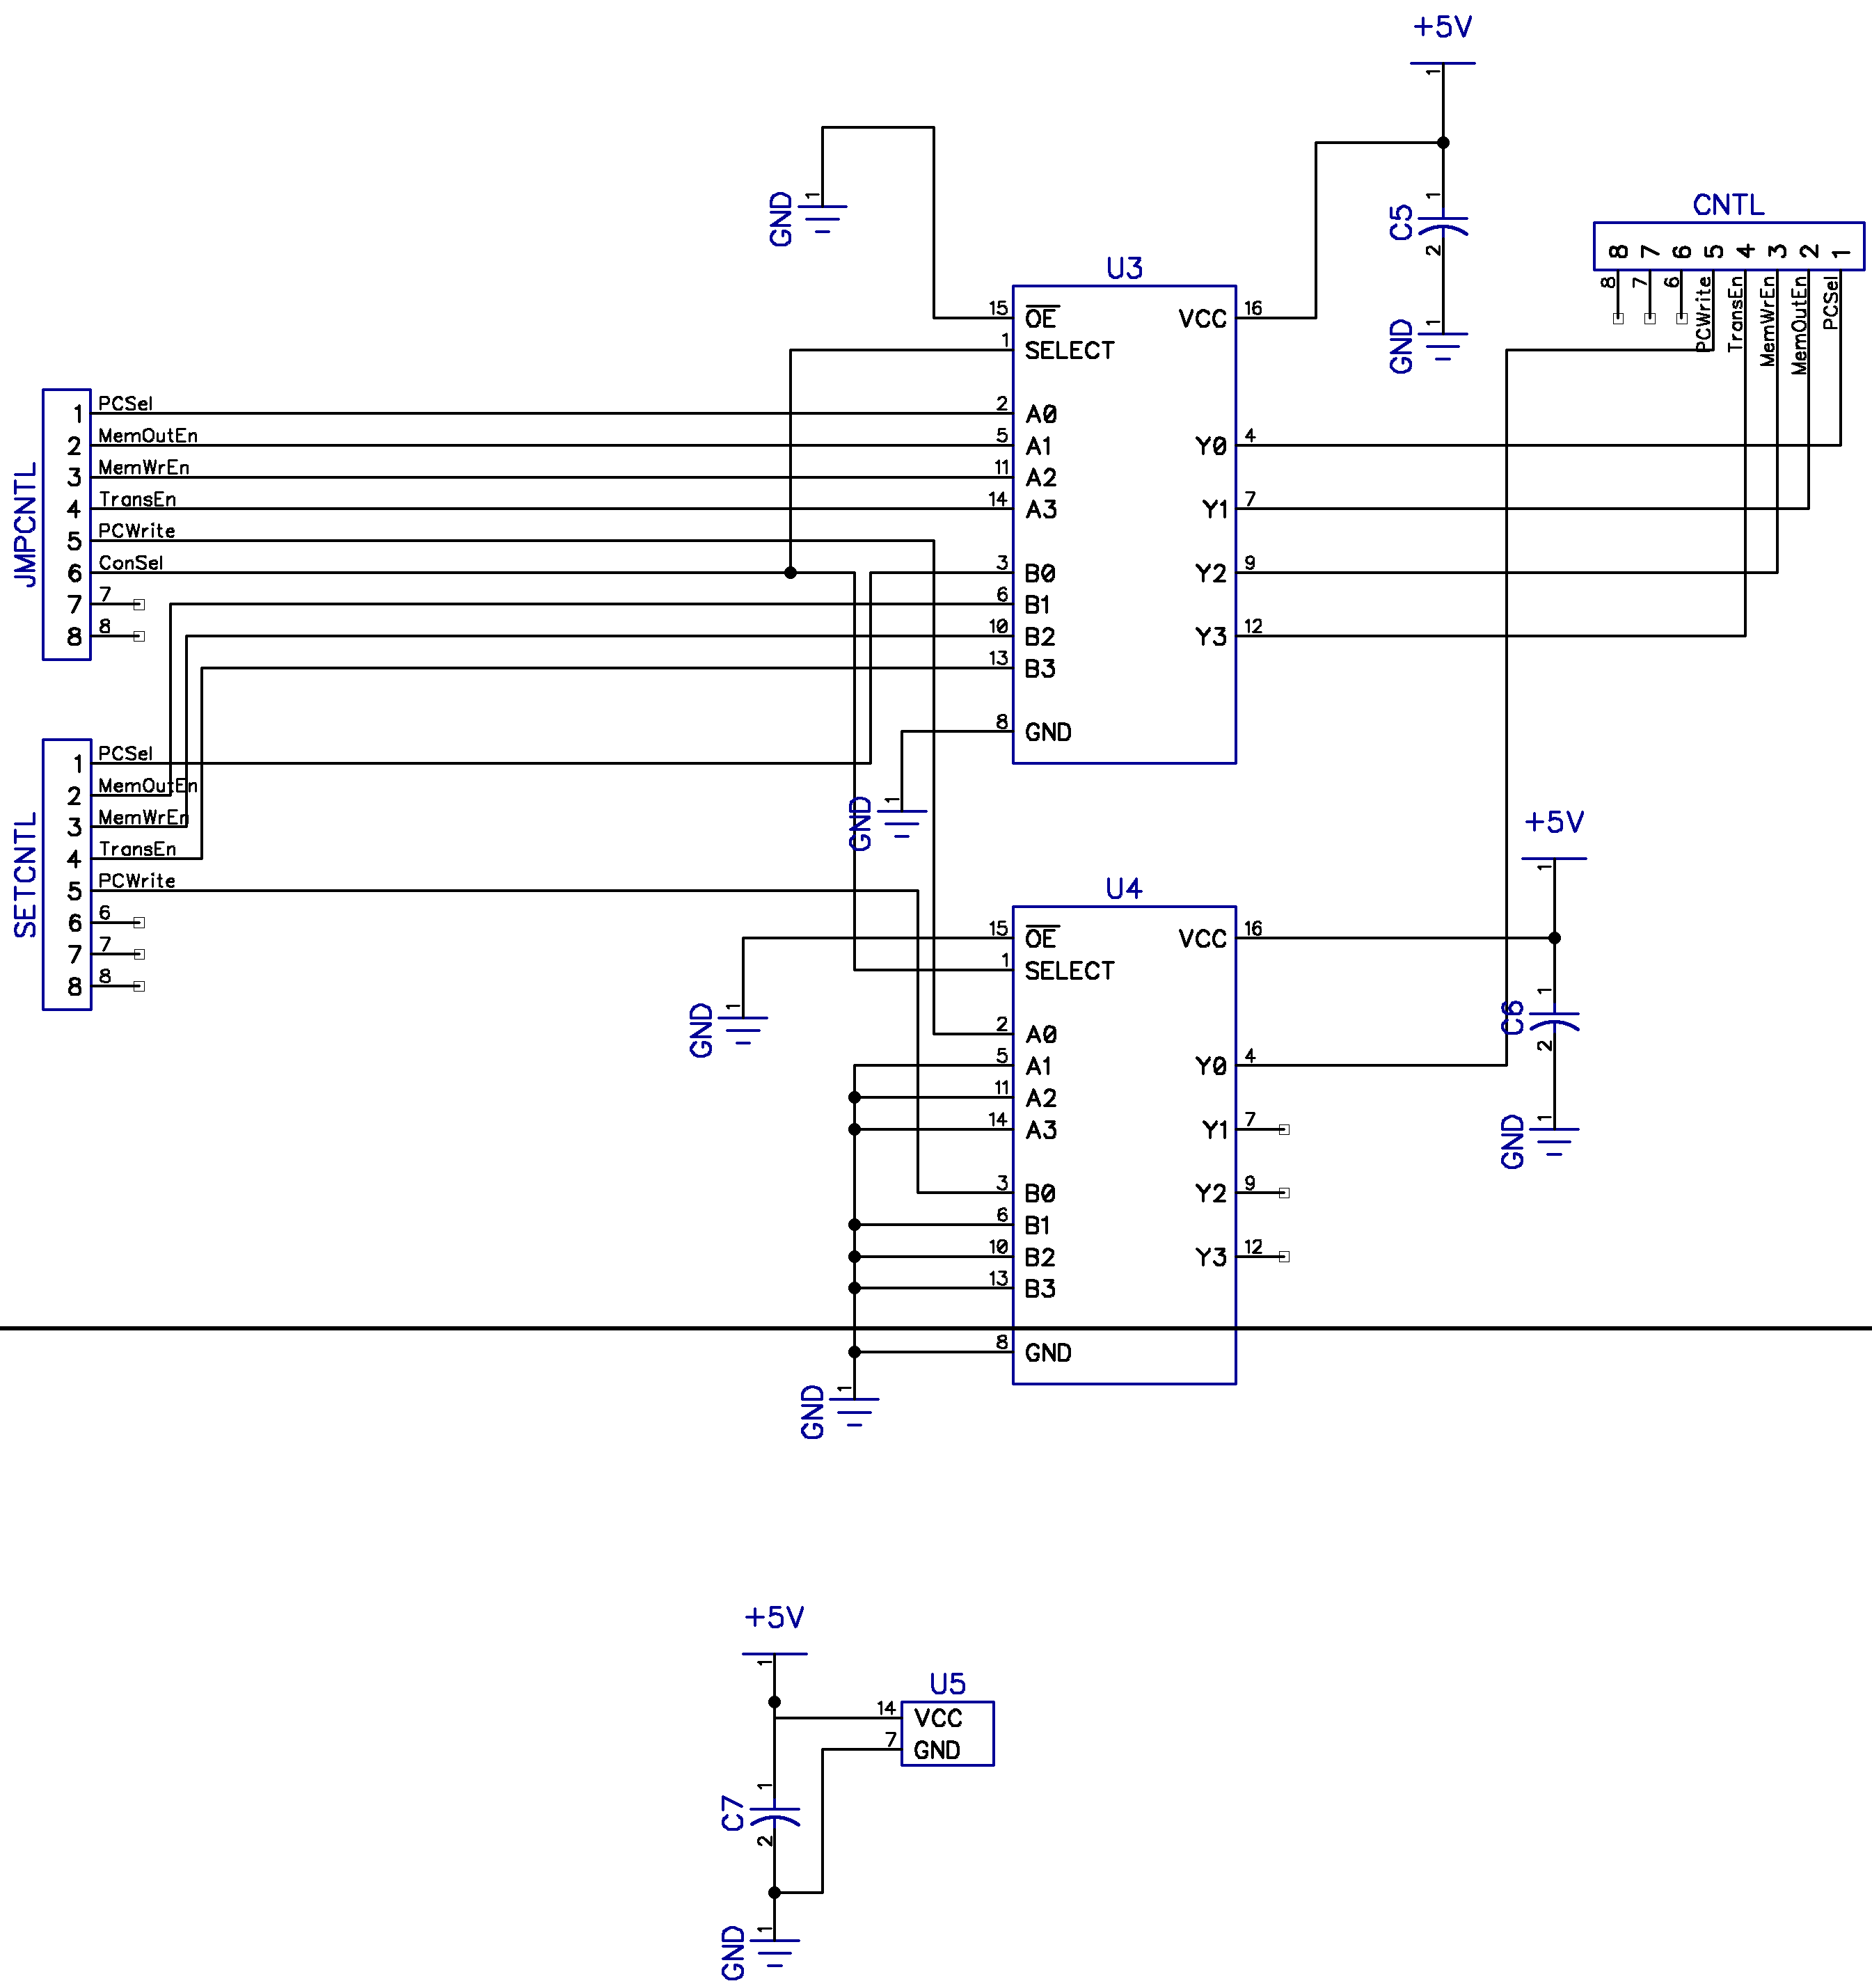 +5V
1
GND
1
1
C5
2
GND
1
CNTL
8 7 6 5 4 3 2 1
8
7
6
PCWrite
TransEn
MemWrEn
MemOutEn
PCSel
U3
15 OE
1 SELECT
2 A0
5 A1
11 A2
14 A3
3 B0
6 B1
10 B2
13 B3
8 GND
VCC 16
Y0 4
Y1 7
Y2 9
Y3 12
JMPCNTL
1 PCSel
2 MemOutEn
3 MemWrEn
4 TransEn
5 PCWrite
6 ConSel
7 7
8 8
GND
1
SETCNTL
1 PCSel
2 MemOutEn
3 MemWrEn
4 TransEn
5 PCWrite
6 6
7 7
8 8
+5V
1
1
C6
2
GND
1
U4
15 OE
1 SELECT
2 A0
5 A1
11 A2
14 A3
3 B0
6 B1
10 B2
13 B3
8 GND
VCC 16
Y0 4
Y1 7
Y2 9
Y3 12
GND
1
GND
1
+5V
1
U5
14 VCC
7 GND
1
C7
2
GND
1